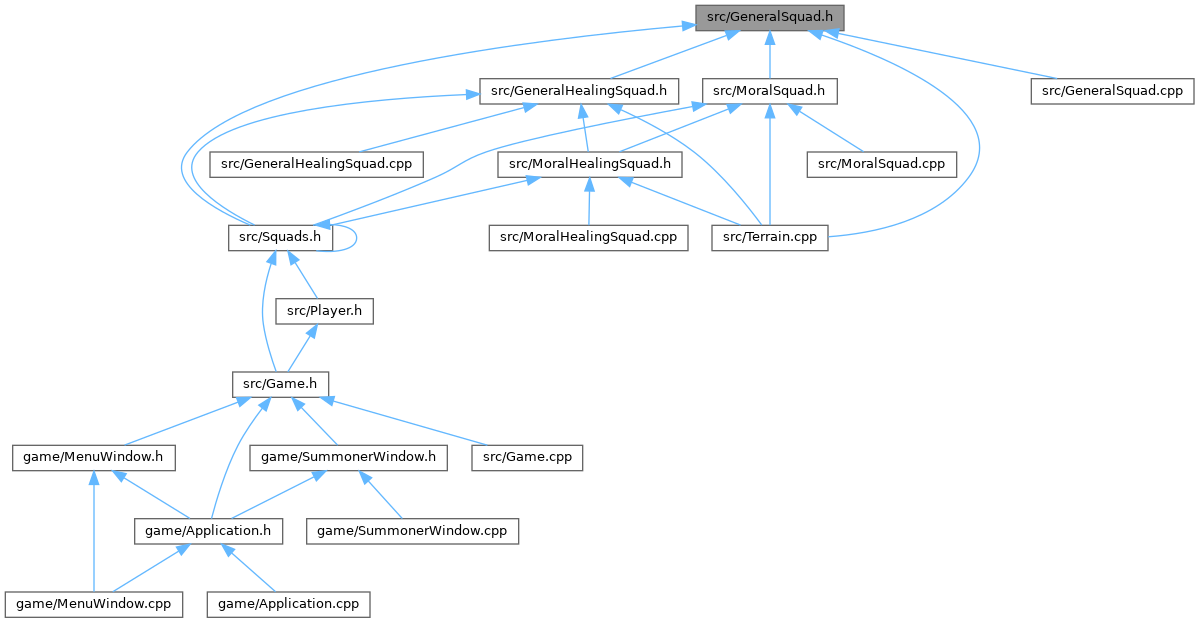 src/GeneralSquad.h
src/GeneralHealingSquad.h
src/MoralSquad.h
src/GeneralSquad.cpp
src/GeneralHealingSquad.cpp
src/MoralHealingSquad.h
src/MoralSquad.cpp
src/Squads.h
src/MoralHealingSquad.cpp
src/Terrain.cpp
src/Player.h
src/Game.h
game/MenuWindow.h
game/SummonerWindow.h
src/Game.cpp
game/Application.h
game/SummonerWindow.cpp
game/MenuWindow.cpp
game/Application.cpp